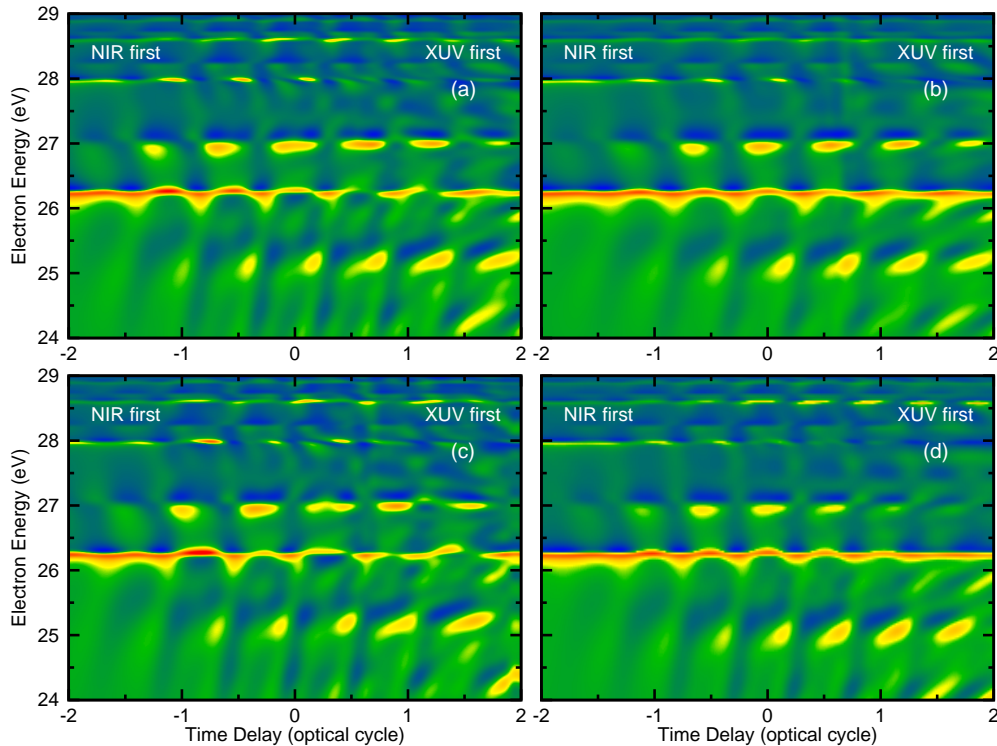 29
28
27
26
25
24
Electron Energy (eV)
NIR first
XUV first
(a)
-2
-1
0
1
2
NIR first
XUV first
(b)
-2
-1
0
1
2
29
28
27
26
25
24
Electron Energy (eV)
NIR first
XUV first
(c)
-2
-1
0
1
2
Time Delay (optical cycle)
NIR first
XUV first
(d)
-2
-1
0
1
2
Time Delay (optical cycle)